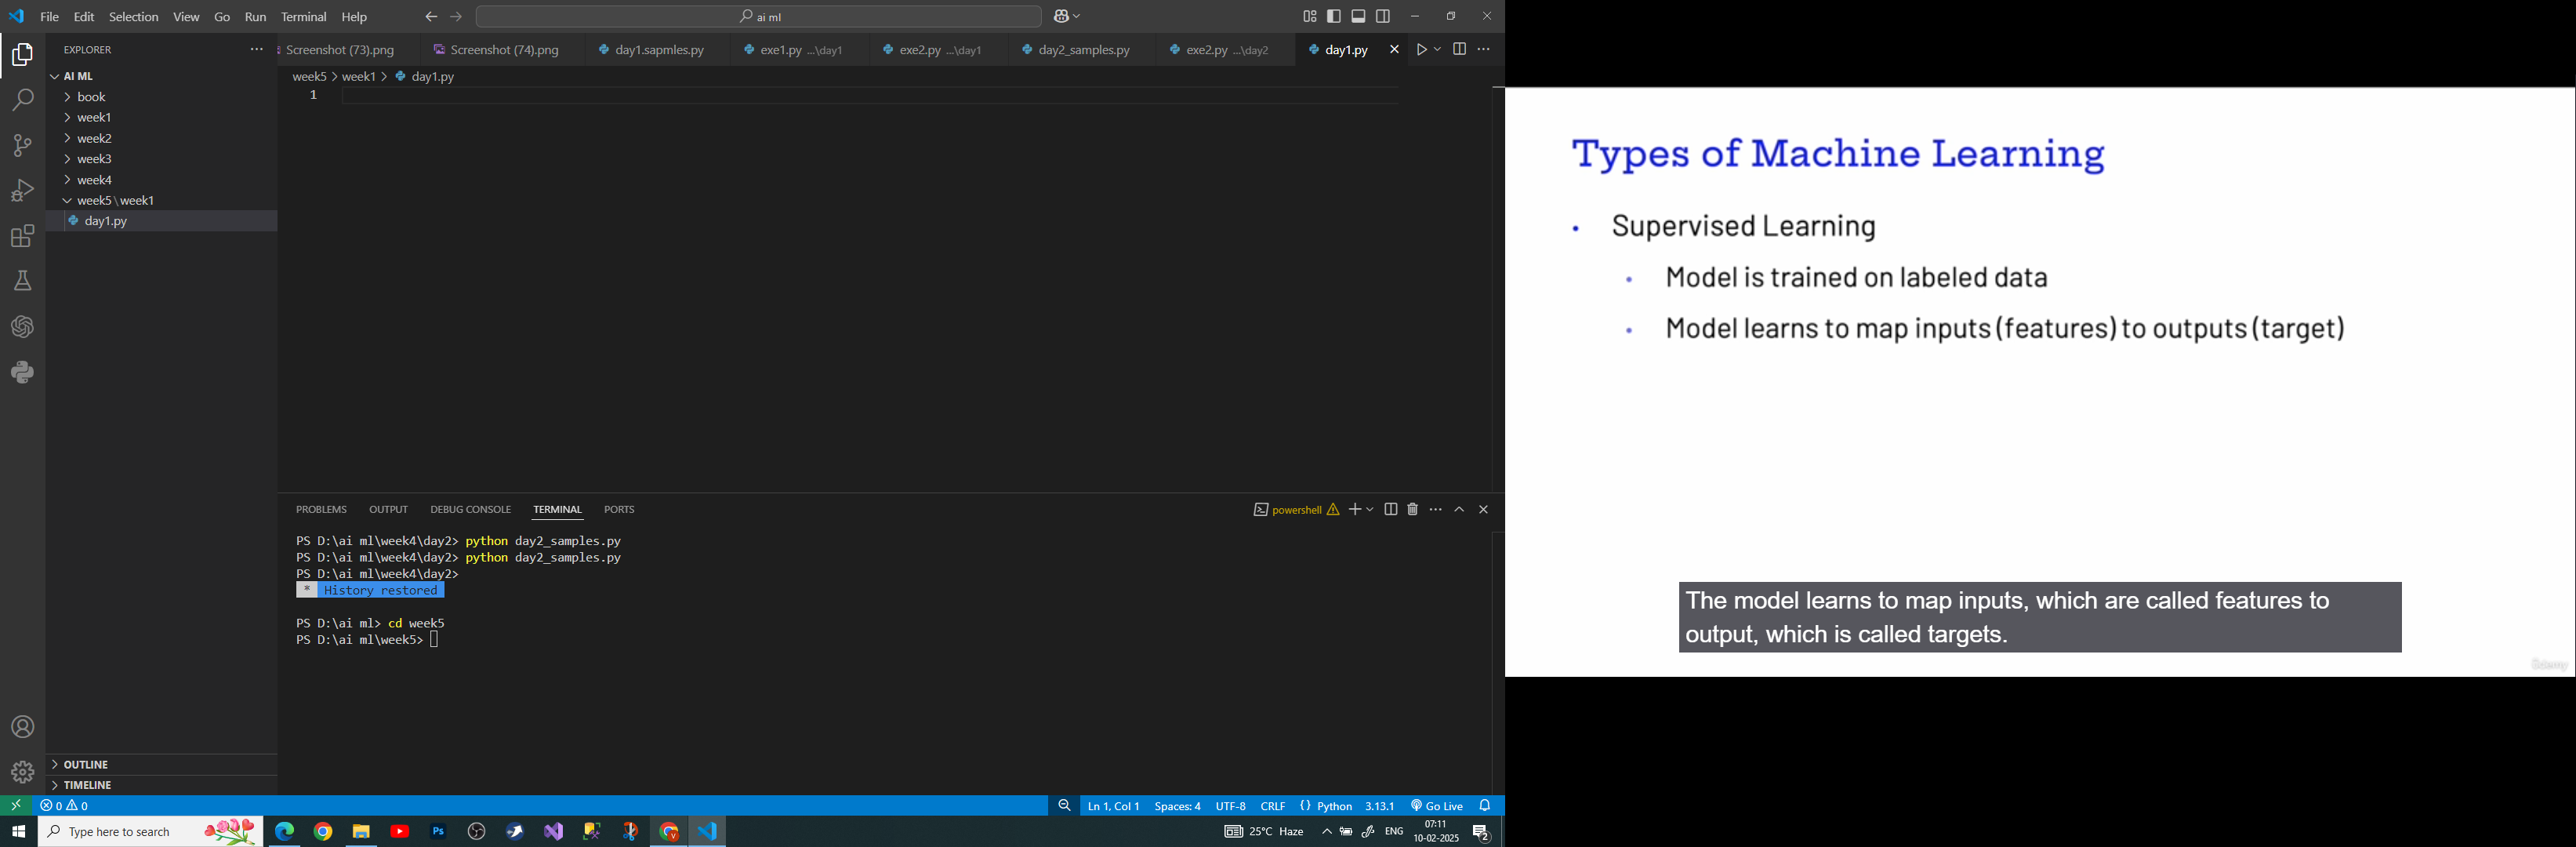 File Edit Selection View Go Run Terminal Help
ai ml
EXPLORER
Screenshot (73).png Screenshot (74).png day1.sapmles.py exe1.py ...\day1 exe2.py ...\day1 day2_samples.py exe2.py ...\day2 day1.py
AI ML
book
week1
week2
week3
week4
week5\week1
day1.py
week5 > week1 > day1.py
1
PROBLEMS OUTPUT DEBUG CONSOLE TERMINAL PORTS
powershell
PS D:\ai ml\week4\day2> python day2_samples.py
PS D:\ai ml\week4\day2> python day2_samples.py
PS D:\ai ml\week4\day2>
* History restored
PS D:\ai ml> cd week5
PS D:\ai ml\week5>
OUTLINE
TIMELINE
0 0
Ln 1, Col 1 Spaces: 4 UTF-8 CRLF {} Python 3.13.1 Go Live
Type here to search
Ps
25°C Haze
ENG
07:11
10-02-2025
2
Types of Machine Learning
• Supervised Learning
• Model is trained on labeled data
• Model learns to map inputs (features) to outputs (target)
The model learns to map inputs, which are called features to
output, which is called targets.
Udemy